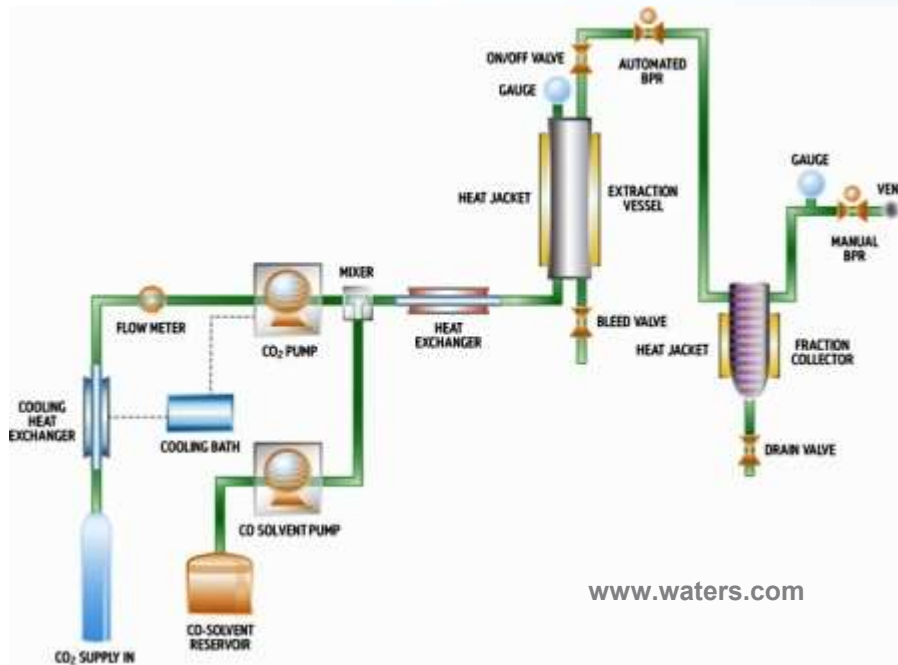 ON/OFF VALVE
AUTOMATED
BPR
GAUGE
HEAT JACKET
EXTRACTION
VESSEL
GAUGE
VEN
MANUAL
BPR
MIXER
FLOW METER
CO₂ PUMP
HEAT
EXCHANGER
BLEED VALVE
HEAT JACKET
FRACTION
COLLECTOR
COOLING
HEAT
EXCHANGER
COOLING BATH
DRAIN VALVE
CO SOLVENT PUMP
CO-SOLVENT
RESERVOIR
CO₂ SUPPLY IN
www.waters.com